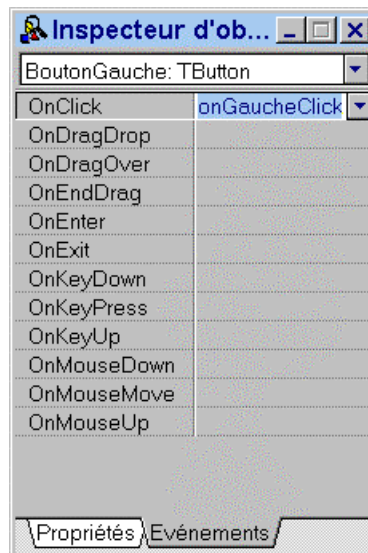 Inspecteur d'ob...
BoutonGauche: TButton
OnClick onGaucheClick
OnDragDrop
OnDragOver
OnEndDrag
OnEnter
OnExit
OnKeyDown
OnKeyPress
OnKeyUp
OnMouseDown
OnMouseMove
OnMouseUp
Propriétés Evénements